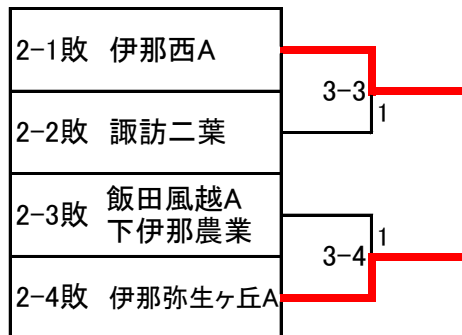 2-1敗 伊那西A
3-3
1
2-2敗 諏訪二葉
2-3敗 飯田風越A
下伊那農業
1
3-4
2-4敗 伊那弥生ヶ丘A